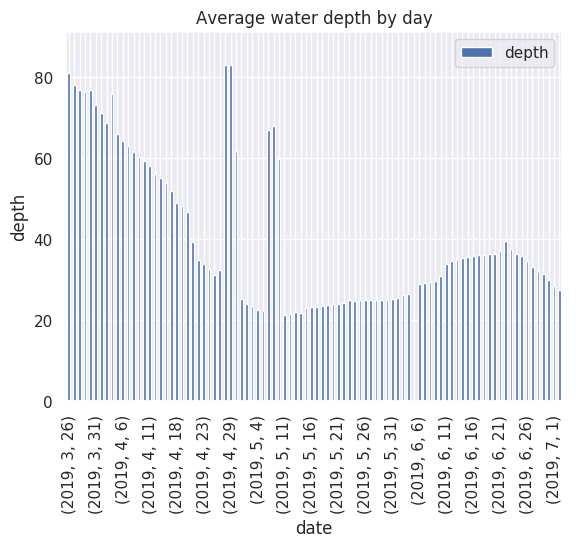 Average water depth by day
depth
80
60
40
20
0
depth
(2019, 3, 26)
(2019, 3, 31)
(2019, 4, 6)
(2019, 4, 11)
(2019, 4, 18)
(2019, 4, 23)
(2019, 4, 29)
(2019, 5, 4)
(2019, 5, 11)
(2019, 5, 16)
(2019, 5, 21)
(2019, 5, 26)
(2019, 5, 31)
(2019, 6, 6)
(2019, 6, 11)
(2019, 6, 16)
(2019, 6, 21)
(2019, 6, 26)
(2019, 7, 1)
date